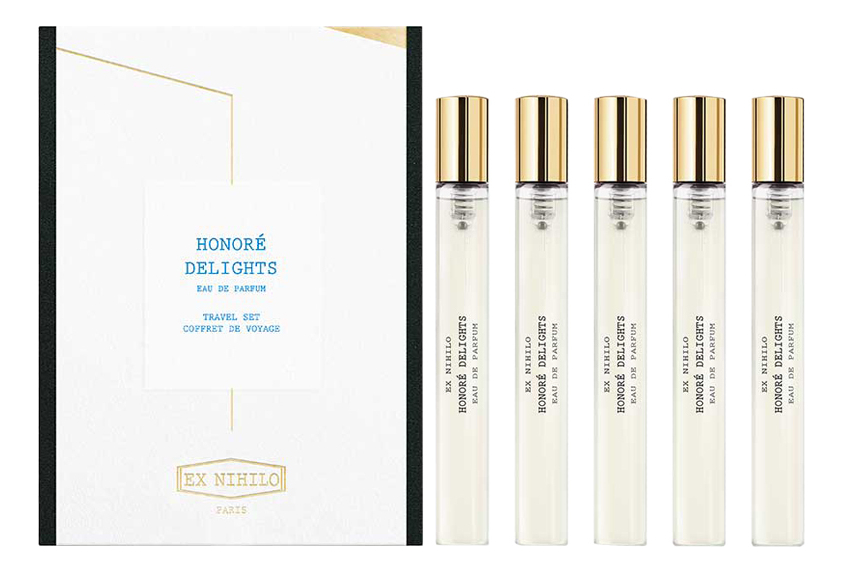 HONORÉ
DELIGHTS
EAU DE PARFUM
TRAVEL SET
COFFRET DE VOYAGE
EX NIHILO
PARIS
EX NIHILO
HONORÉ DELIGHTS
EAU DE PARFUM
EX NIHILO
HONORÉ DELIGHTS
EAU DE PARFUM
EX NIHILO
HONORÉ DELIGHTS
EAU DE PARFUM
EX NIHILO
HONORÉ DELIGHTS
EAU DE PARFUM
EX NIHILO
HONORÉ DELIGHTS
EAU DE PARFUM